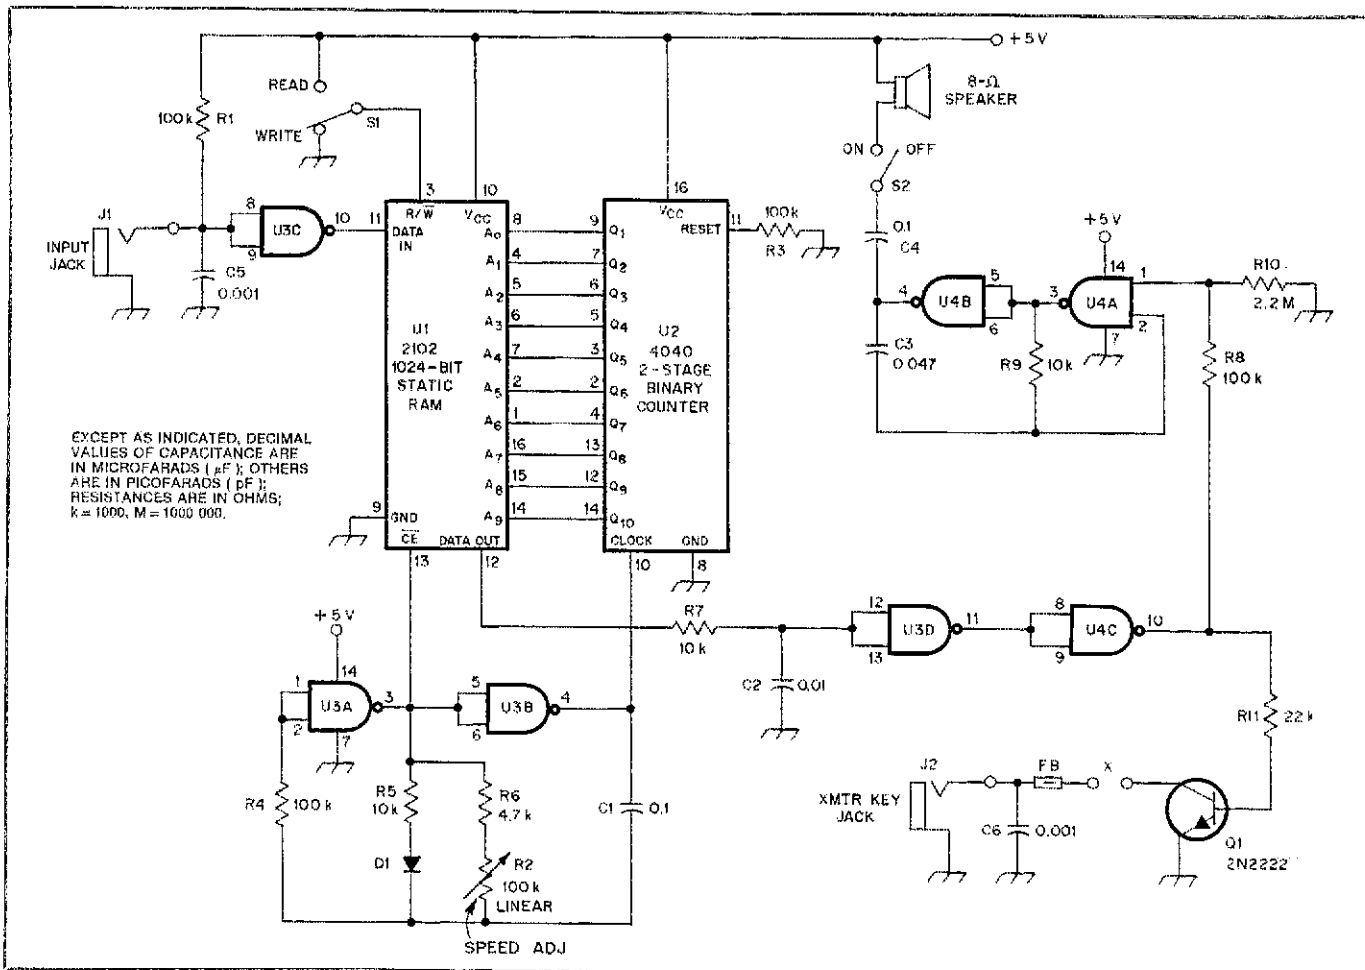 +5V
READ
WRITE
S1
100k
R1
J1
INPUT
JACK
8
9
U3C
10
11
C5
0.001
3
10
R/W̅
VCC
DATA
IN
U1
2102
1024-BIT
STATIC
RAM
A0
A1
A2
A3
A4
A5
A6
A7
A8
A9
8
4
5
6
7
2
1
16
15
14
9
7
6
5
3
2
4
13
12
14
Q1
Q2
Q3
Q4
Q5
Q6
Q7
Q8
Q9
Q10
16
VCC
RESET
11
100k
R3
U2
4040
2-STAGE
BINARY
COUNTER
9
GND
C̅E̅
DATA OUT
13
12
CLOCK
GND
10
8
8-Ω
SPEAKER
ON
OFF
S2
0.1
C4
4
U4B
5
6
3
U4A
+5V
14
1
2
7
R10
2.2M
C3
0.047
R9
10k
R8
100k
EXCEPT AS INDICATED, DECIMAL
VALUES OF CAPACITANCE ARE
IN MICROFARADS (µF); OTHERS
ARE IN PICOFARADS (pF);
RESISTANCES ARE IN OHMS;
k = 1000, M = 1000 000.
+5V
14
1
2
U3A
3
7
5
6
U3B
4
R4
100k
R5
10k
R6
4.7k
C1
0.1
D1
R2
100k
LINEAR
SPEED ADJ
R7
10k
C2
0.01
12
13
U3D
11
8
9
U4C
10
R11
22k
J2
XMTR KEY
JACK
FB
X
C6
0.001
Q1
2N2222